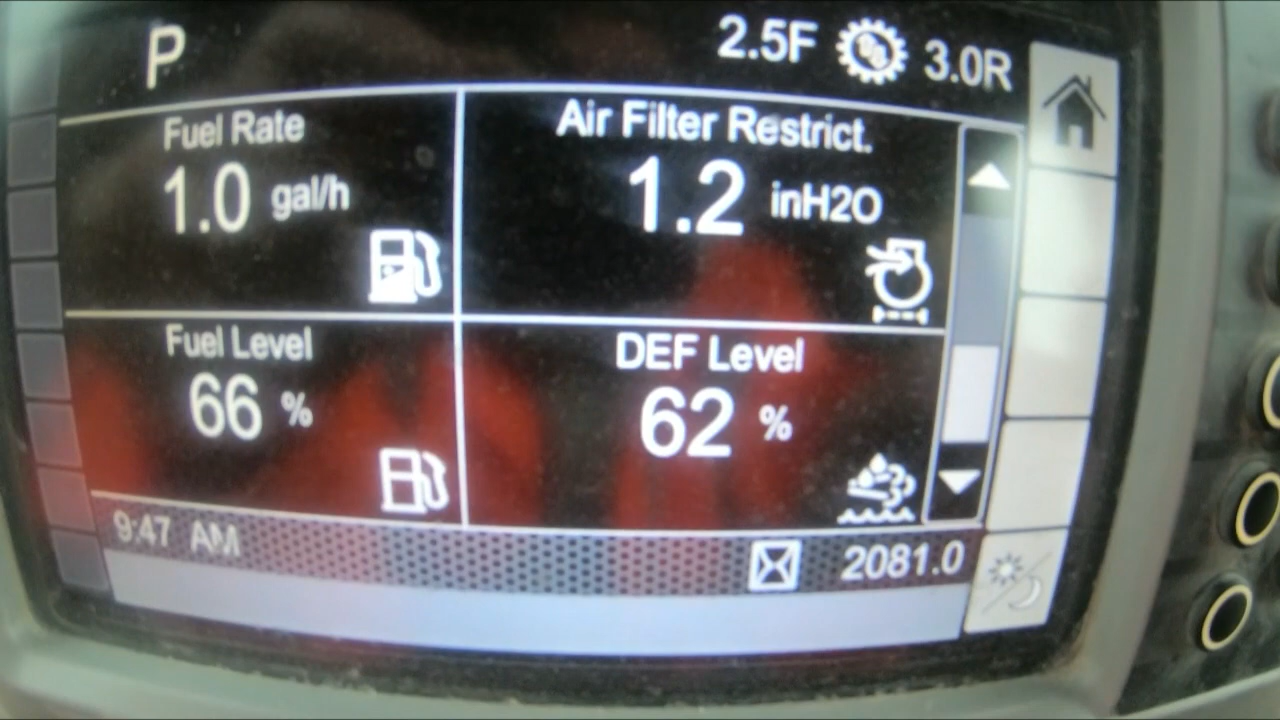 P
2.5F 3.0R
Fuel Rate
1.0 gal/h
Air Filter Restrict.
1.2 inH2O
Fuel Level
66 %
DEF Level
62 %
9:47 AM
2081.0